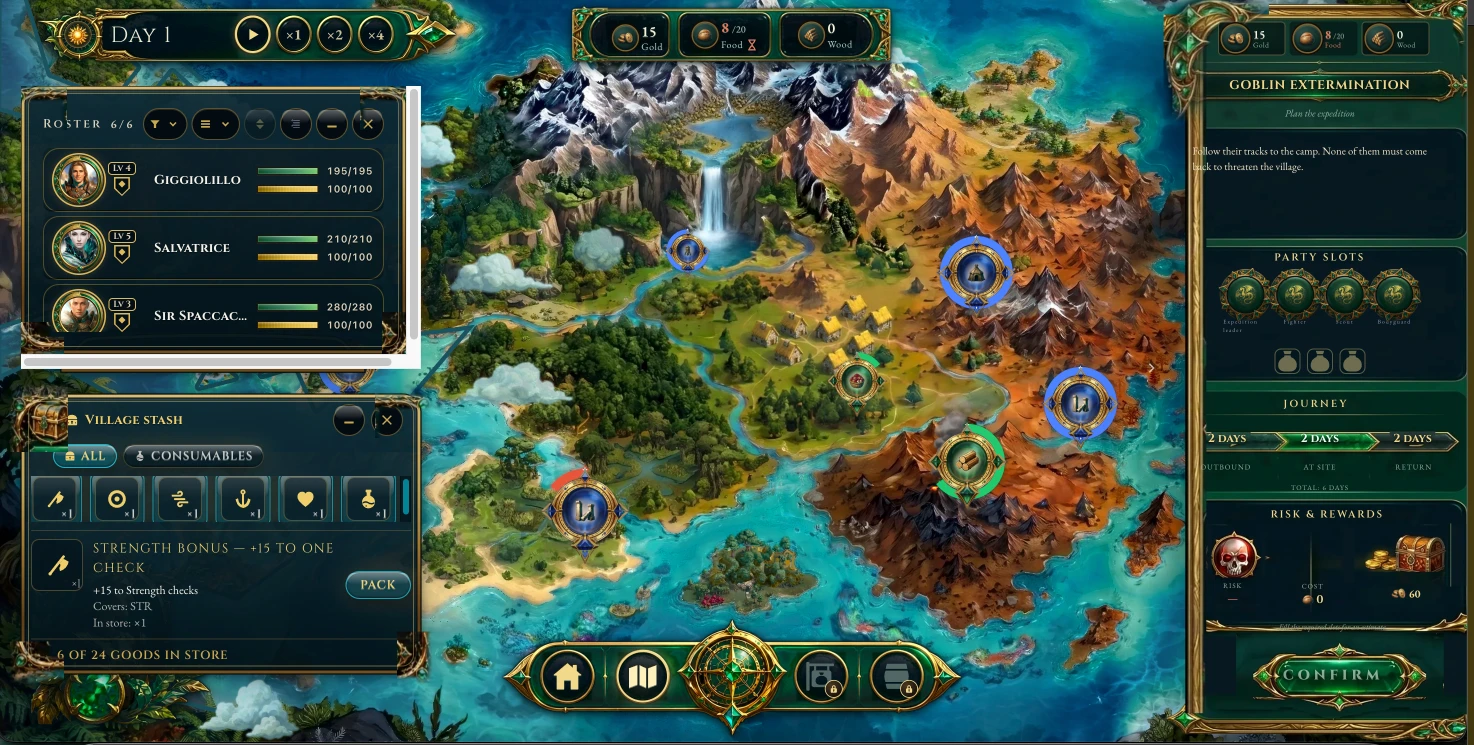 DAY 1
×1
×2
×4
15
Gold
8 /20
Food
0
Wood
ROSTER 6/6
LV 4
GIGGIOLILLO
195/195
100/100
LV 5
SALVATRICE
210/210
100/100
LV 3
SIR SPACCAC...
280/280
100/100
VILLAGE STASH
ALL
CONSUMABLES
×1
×1
×1
×1
×1
×1
×1
STRENGTH BONUS — +15 TO ONE
CHECK
+15 to Strength checks
Covers: STR
In store: ×1
PACK
6 OF 24 GOODS IN STORE
15
Gold
8 /20
Food
0
Wood
GOBLIN EXTERMINATION
Plan the expedition
Follow their tracks to the camp. None of them must come
back to threaten the village.
PARTY SLOTS
Expedition
leader
Fighter
Scout
Bodyguard
JOURNEY
2 DAYS
2 DAYS
2 DAYS
OUTBOUND
AT SITE
RETURN
TOTAL: 6 DAYS
RISK & REWARDS
RISK
—
COST
0
60
CONFIRM